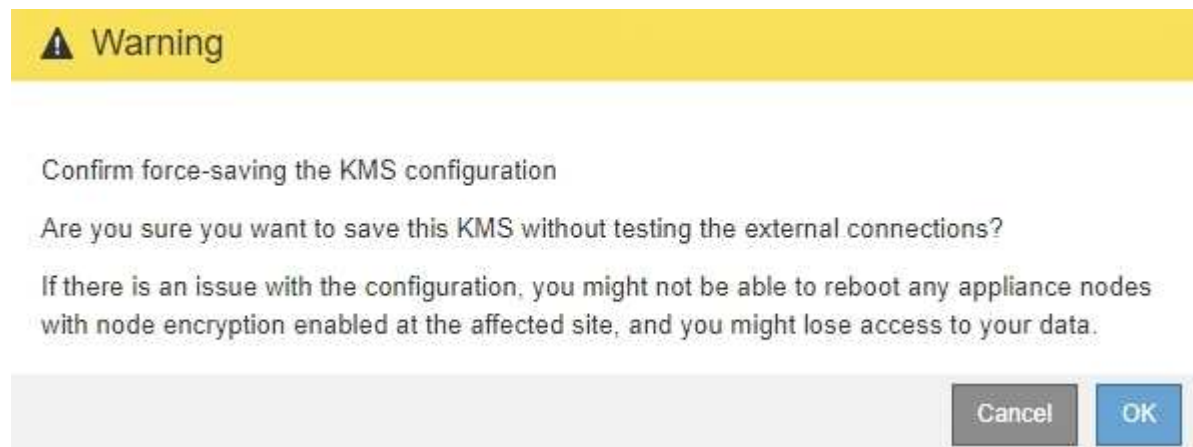 Warning
Confirm force-saving the KMS configuration
Are you sure you want to save this KMS without testing the external connections?
If there is an issue with the configuration, you might not be able to reboot any appliance nodes
with node encryption enabled at the affected site, and you might lose access to your data.
Cancel OK